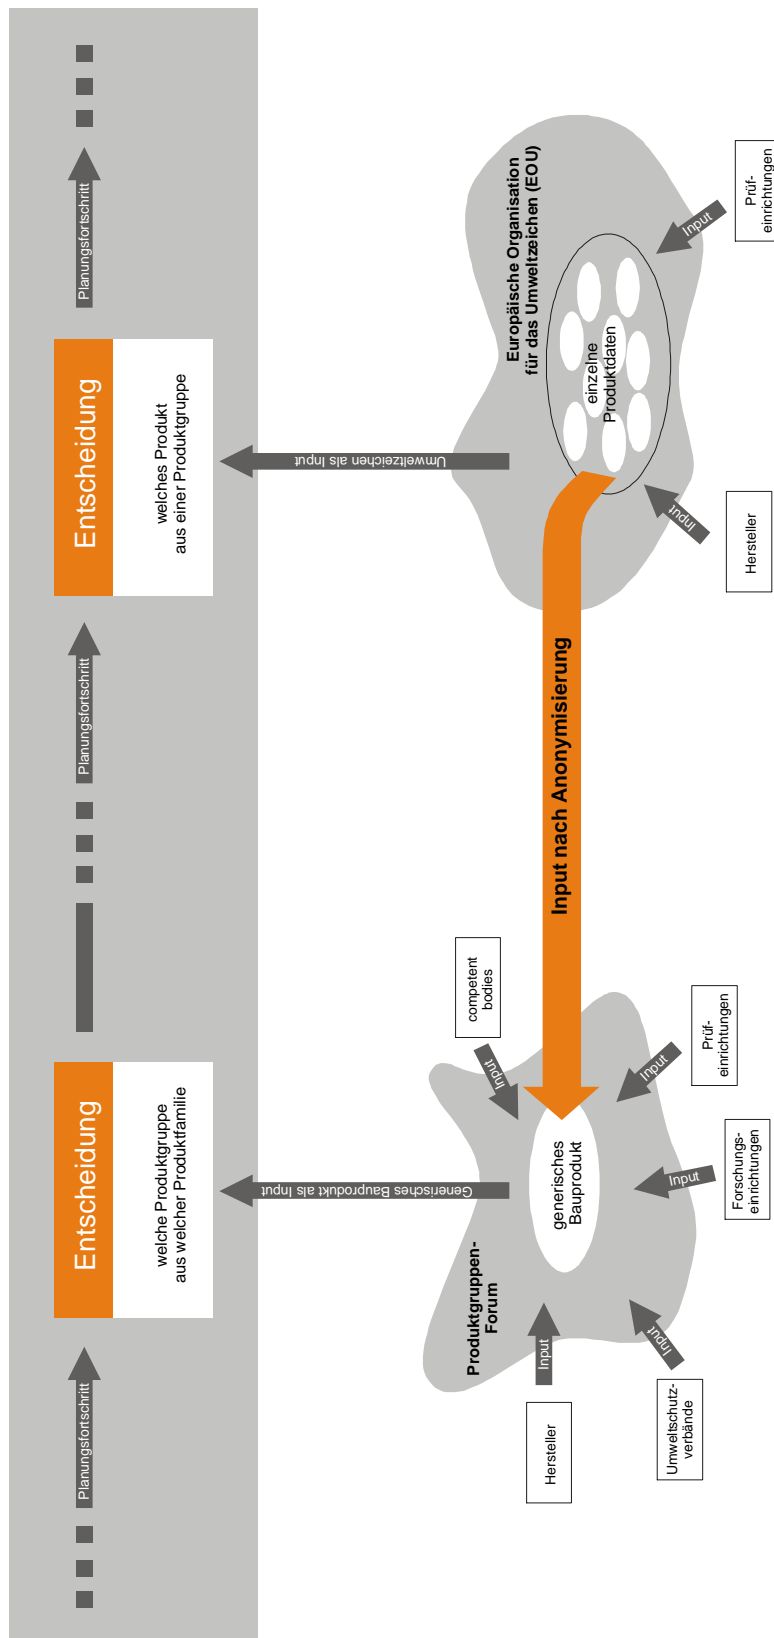 Planungsfortschritt
Entscheidung
welche Produktgruppe
aus welcher Produktfamilie
Planungsfortschritt
Entscheidung
welches Produkt
aus einer Produktgruppe
Planungsfortschritt
Generisches Bauprodukt als Input
Umweltzeichen als Input
Produktgruppen-
Forum
generisches
Bauprodukt
competent
bodies
Input
Hersteller
Input
Umweltschutz-
verbände
Input
Forschungs-
einrichtungen
Input
Prüf-
einrichtungen
Input
Input nach Anonymisierung
Europäische Organisation
für das Umweltzeichen (EOU)
einzelne
Produktdaten
Hersteller
Input
Prüf-
einrichtungen
Input